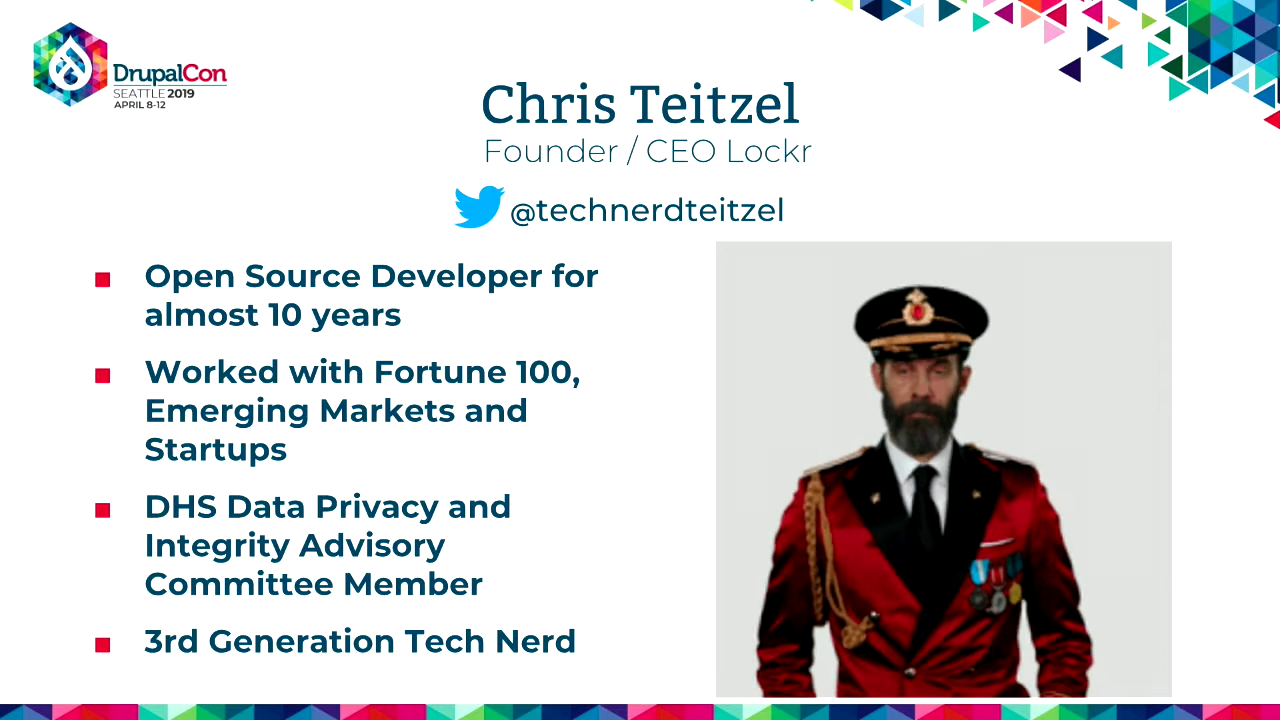 DrupalCon
SEATTLE 2019
APRIL 8-12
Chris Teitzel
Founder / CEO Lockr
@technerdteitzel
Open Source Developer for
almost 10 years
Worked with Fortune 100,
Emerging Markets and
Startups
DHS Data Privacy and
Integrity Advisory
Committee Member
3rd Generation Tech Nerd